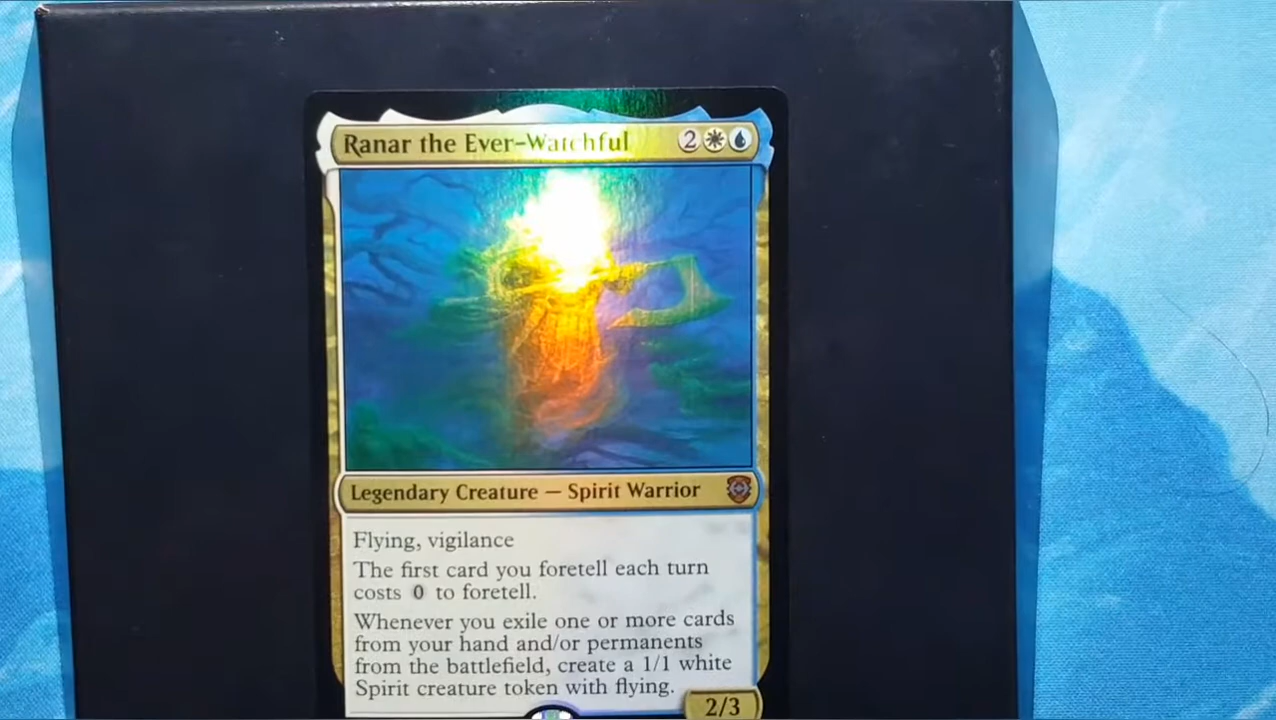 Ranar the Ever-Watchful 2
Legendary Creature — Spirit Warrior
Flying, vigilance
The first card you foretell each turn
costs 0 to foretell.
Whenever you exile one or more cards
from your hand and/or permanents
from the battlefield, create a 1/1 white
Spirit creature token with flying.
2/3